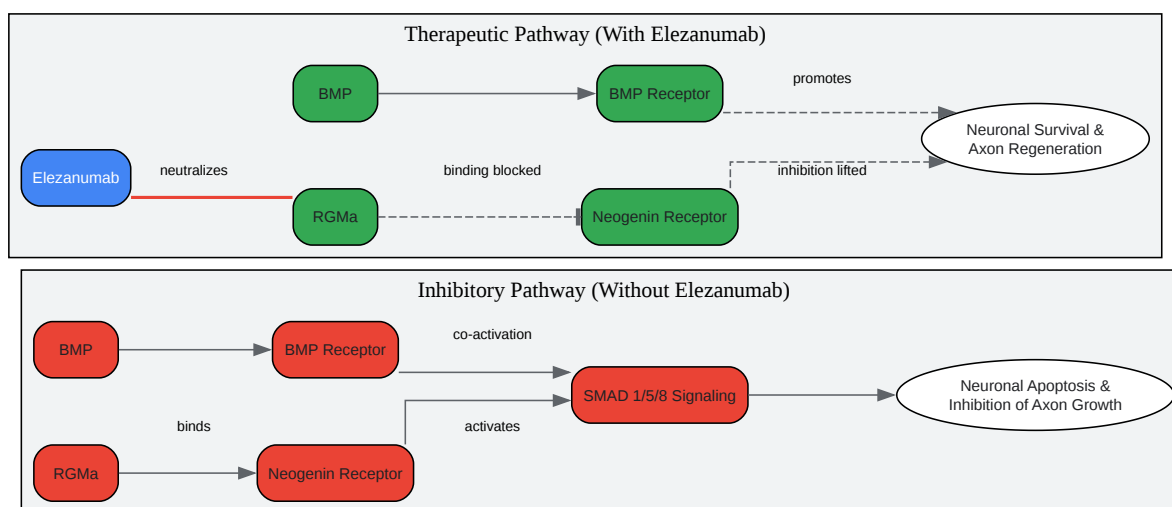 Therapeutic Pathway (With Elezanumab)
BMP
BMP Receptor
promotes
Neuronal Survival &
Axon Regeneration
Elezanumab
neutralizes
binding blocked
inhibition lifted
RGMa
Neogenin Receptor
Inhibitory Pathway (Without Elezanumab)
BMP
BMP Receptor
co-activation
SMAD 1/5/8 Signaling
Neuronal Apoptosis &
Inhibition of Axon Growth
binds
activates
RGMa
Neogenin Receptor